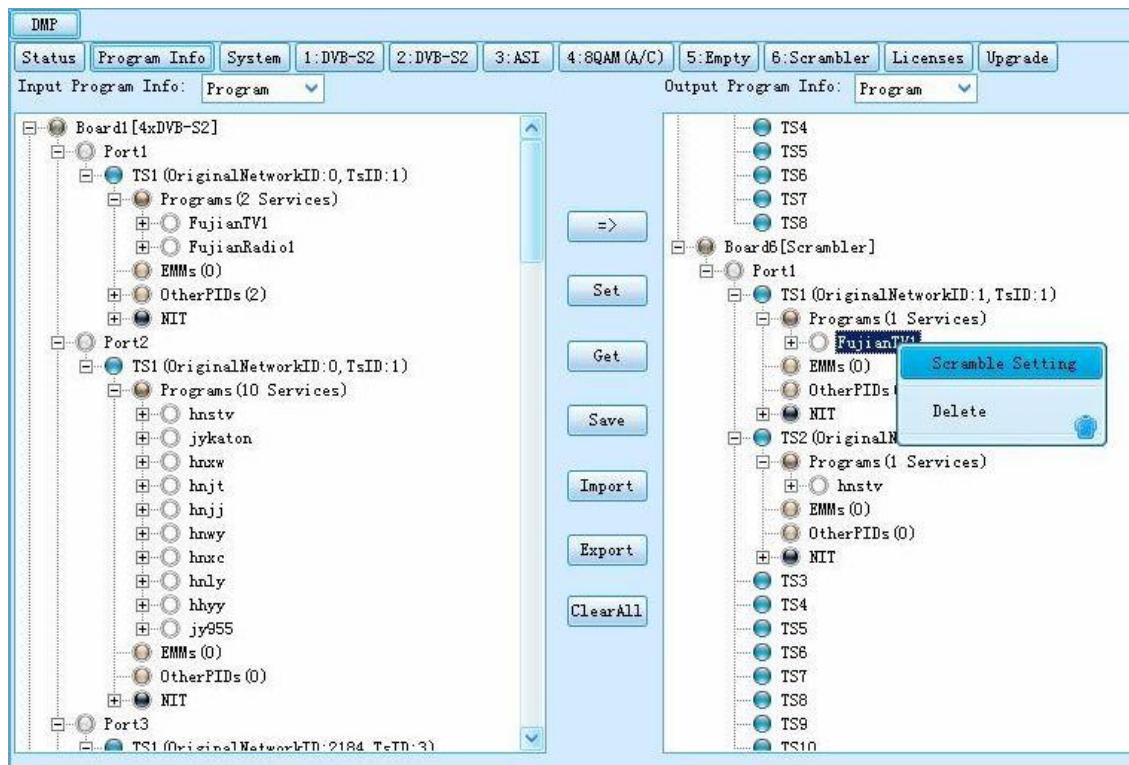 DMP
Status Program Info System 1:DVB-S2 2:DVB-S2 3:ASI 4:8QAM(A/C) 5:Empty 6:Scrambler Licenses Upgrade
Input Program Info: Program
Output Program Info: Program
Board1[4xDVB-S2]
Port1
TS1(OriginalNetworkID:0,TsID:1)
Programs(2 Services)
FujianTV1
FujianRadio1
EMMs(0)
OtherPIDs(2)
NIT
Port2
TS1(OriginalNetworkID:0,TsID:1)
Programs(10 Services)
hnstv
jykaton
hnxw
hnjt
hnjj
hnwy
hnxc
hnly
hhyy
jy955
EMMs(0)
OtherPIDs(0)
NIT
Port3
TS1(OriginalNetworkID:2184,TsID:3)
=>
Set
Get
Save
Import
Export
ClearAll
TS4
TS5
TS6
TS7
TS8
Board6[Scrambler]
Port1
TS1(OriginalNetworkID:1,TsID:1)
Programs(1 Services)
FujianTV1
EMMs(0)
OtherPIDs
NIT
Scramble Setting
Delete
TS2(OriginalN
Programs(1 Services)
hnstv
EMMs(0)
OtherPIDs(0)
NIT
TS3
TS4
TS5
TS6
TS7
TS8
TS9
TS10